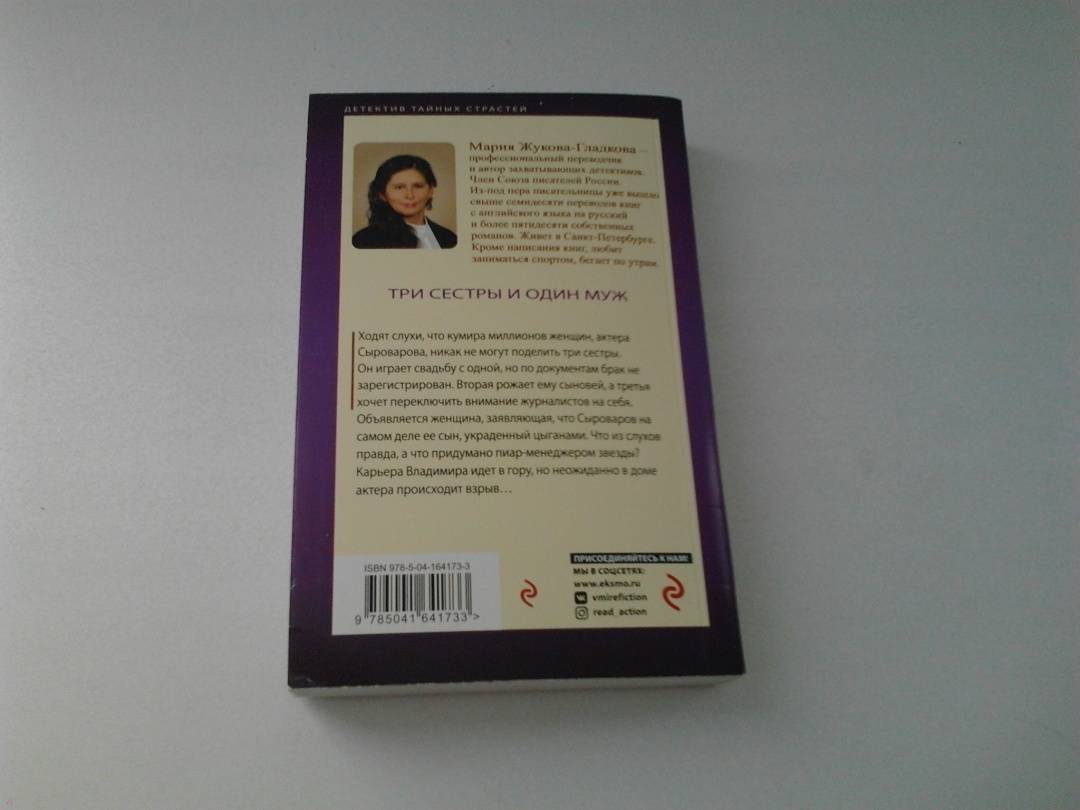 ДЕТЕКТИВ ТАЙНЫХ СТРАСТЕЙ
Мария Жукова-Гладкова —
профессиональный переводчик
и автор захватывающих детективов.
Член Союза писателей России.
Из-под пера писательницы уже вышло
свыше семидесяти переводов книг
с английского языка на русский
и более пятидесяти собственных
романов. Живет в Санкт-Петербурге.
Кроме написания книг, любит
заниматься спортом, бегает по утрам.
ТРИ СЕСТРЫ И ОДИН МУЖ
Ходят слухи, что кумира миллионов женщин, актера
Сыроварова, никак не могут поделить три сестры.
Он играет свадьбу с одной, но по документам брак не
зарегистрирован. Вторая рожает ему сыновей, а третья
хочет переключить внимание журналистов на себя.
Объявляется женщина, заявляющая, что Сыроваров на
самом деле ее сын, украденный цыганами. Что из слухов
правда, а что придумано пиар-менеджером звезды?
Карьера Владимира идет в гору, но неожиданно в доме
актера происходит взрыв...
ISBN 978-5-04-164173-3
9 785041 641733 >
ПРИСОЕДИНЯЙТЕСЬ К НАМ!
МЫ В СОЦСЕТЯХ:
www.eksmo.ru
vmirefiction
read_action